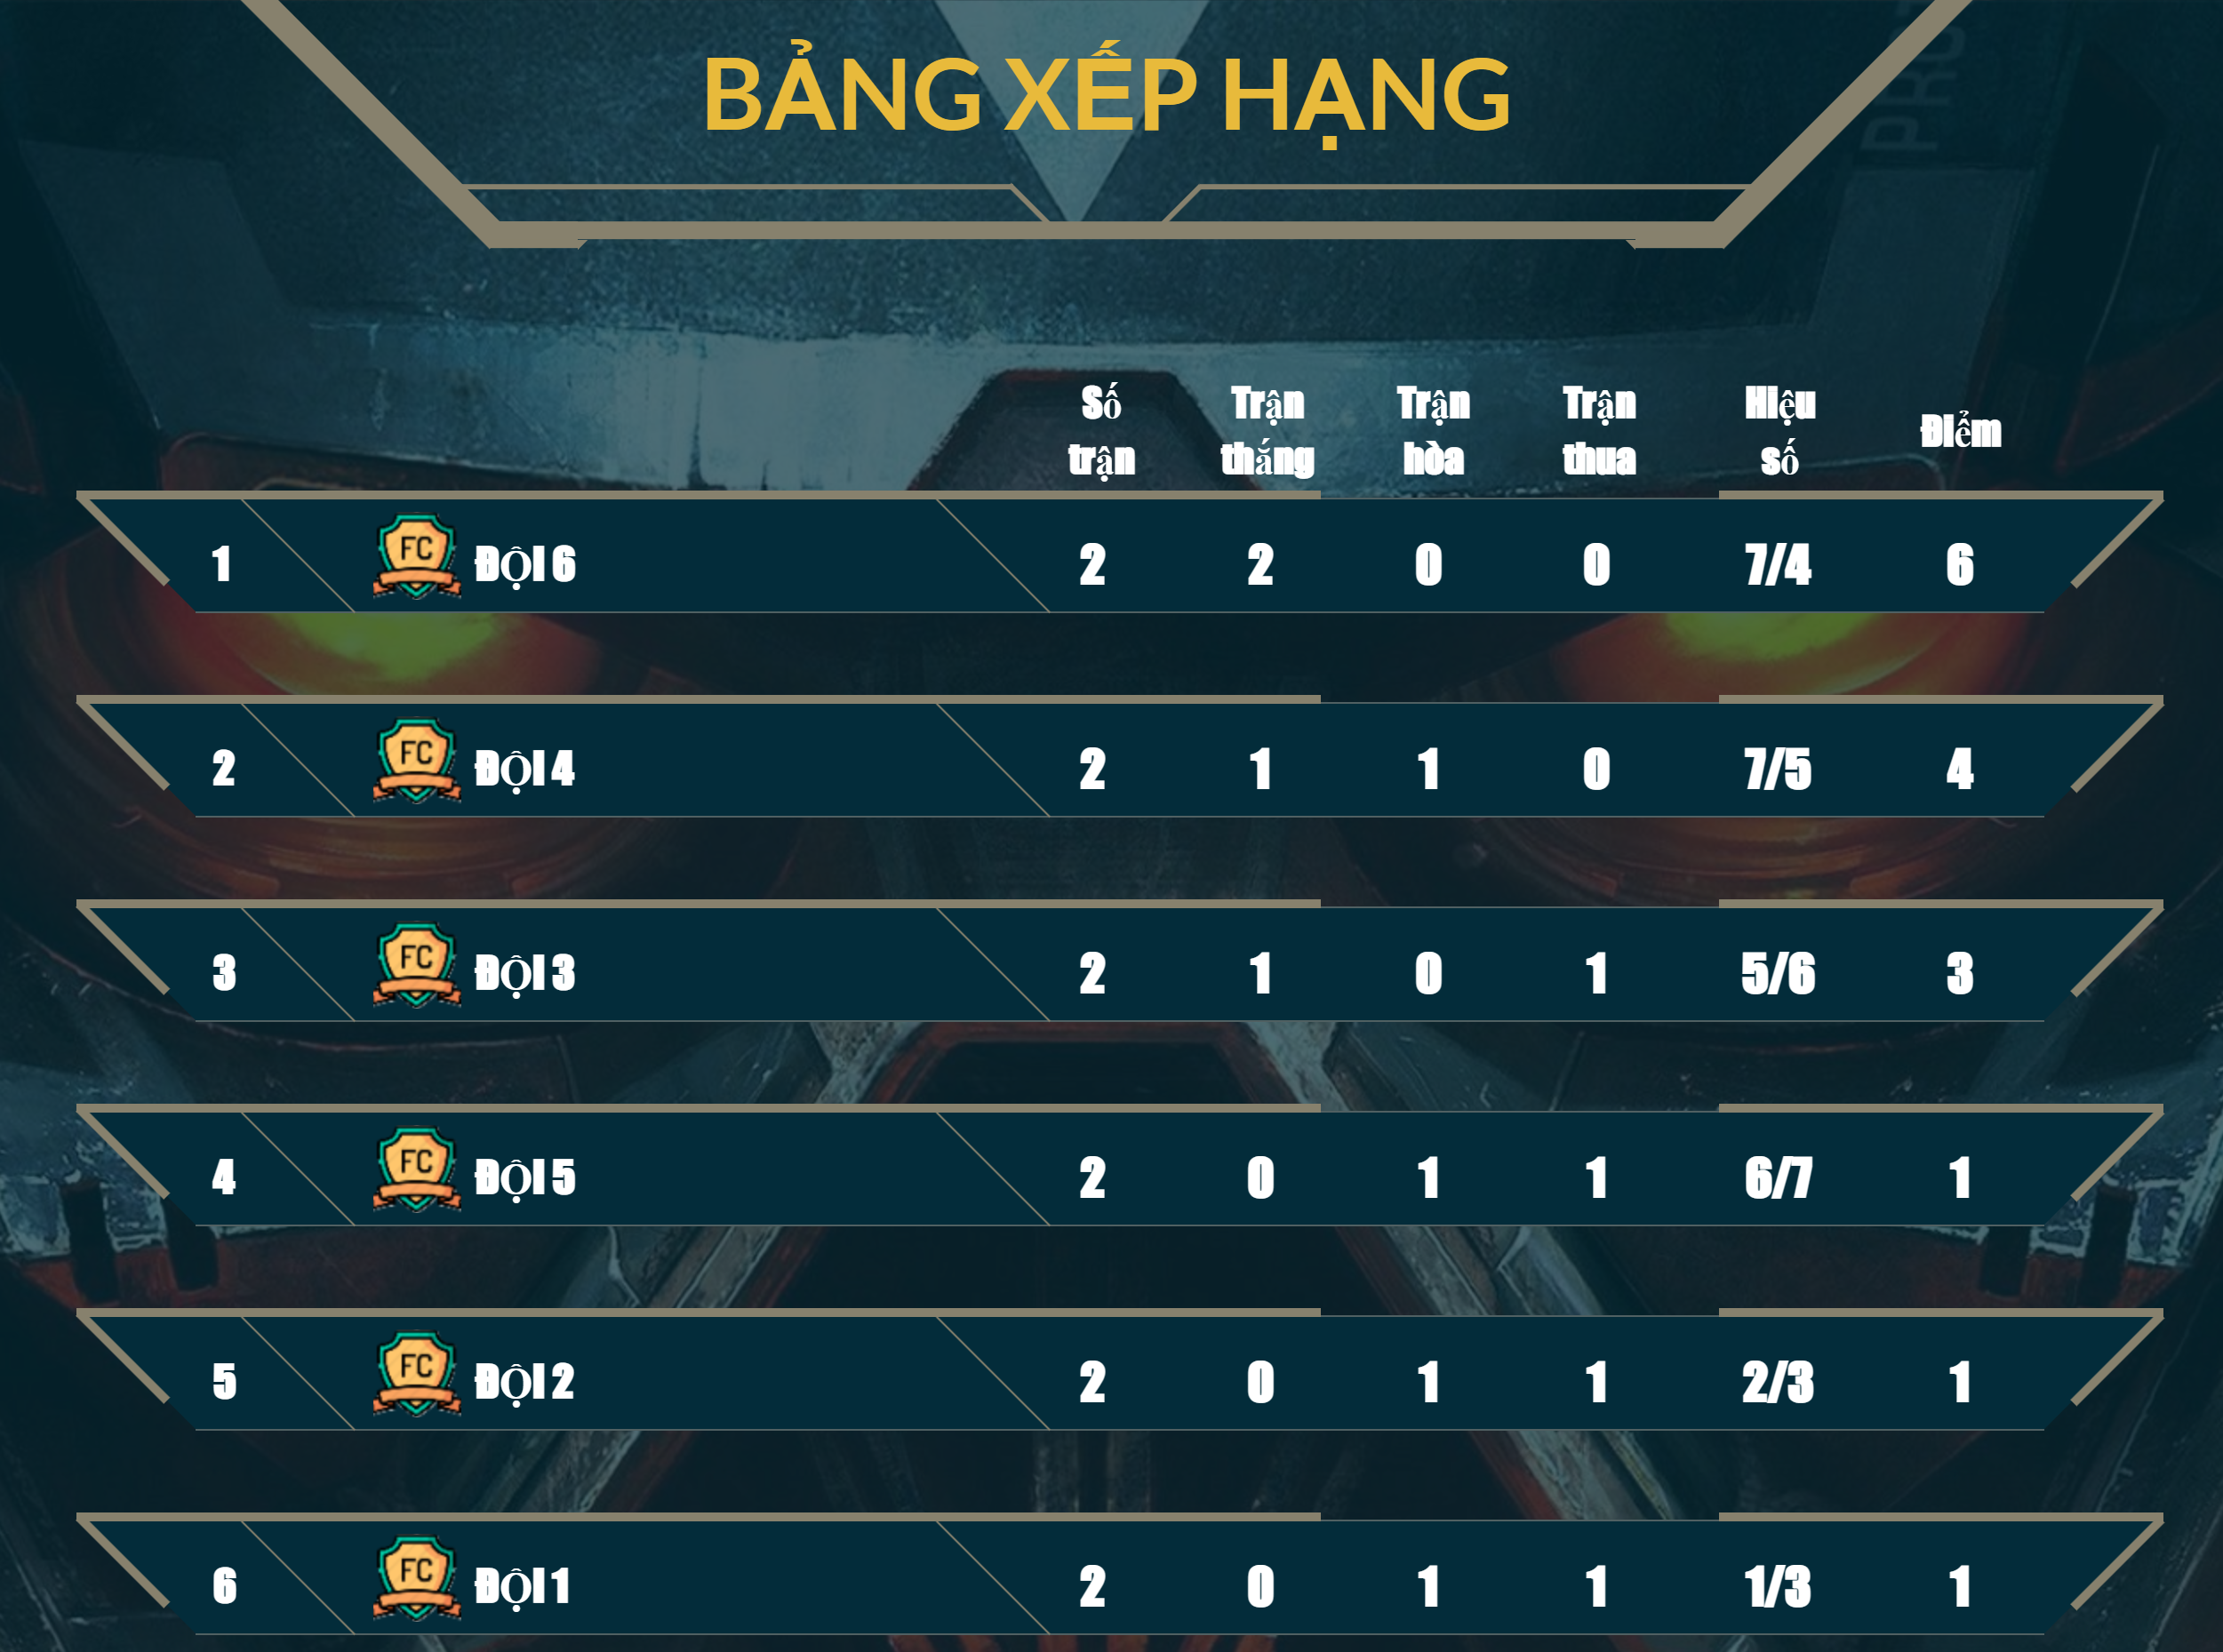 BẢNG XẾP HẠNG
Số trận Trận thắng Trận hòa Trận thua Hiệu số Điểm
1 FC Đội 6 2 2 0 0 7/4 6
2 FC Đội 4 2 1 1 0 7/5 4
3 FC Đội 3 2 1 0 1 5/6 3
4 FC Đội 5 2 0 1 1 6/7 1
5 FC Đội 2 2 0 1 1 2/3 1
6 FC Đội 1 2 0 1 1 1/3 1